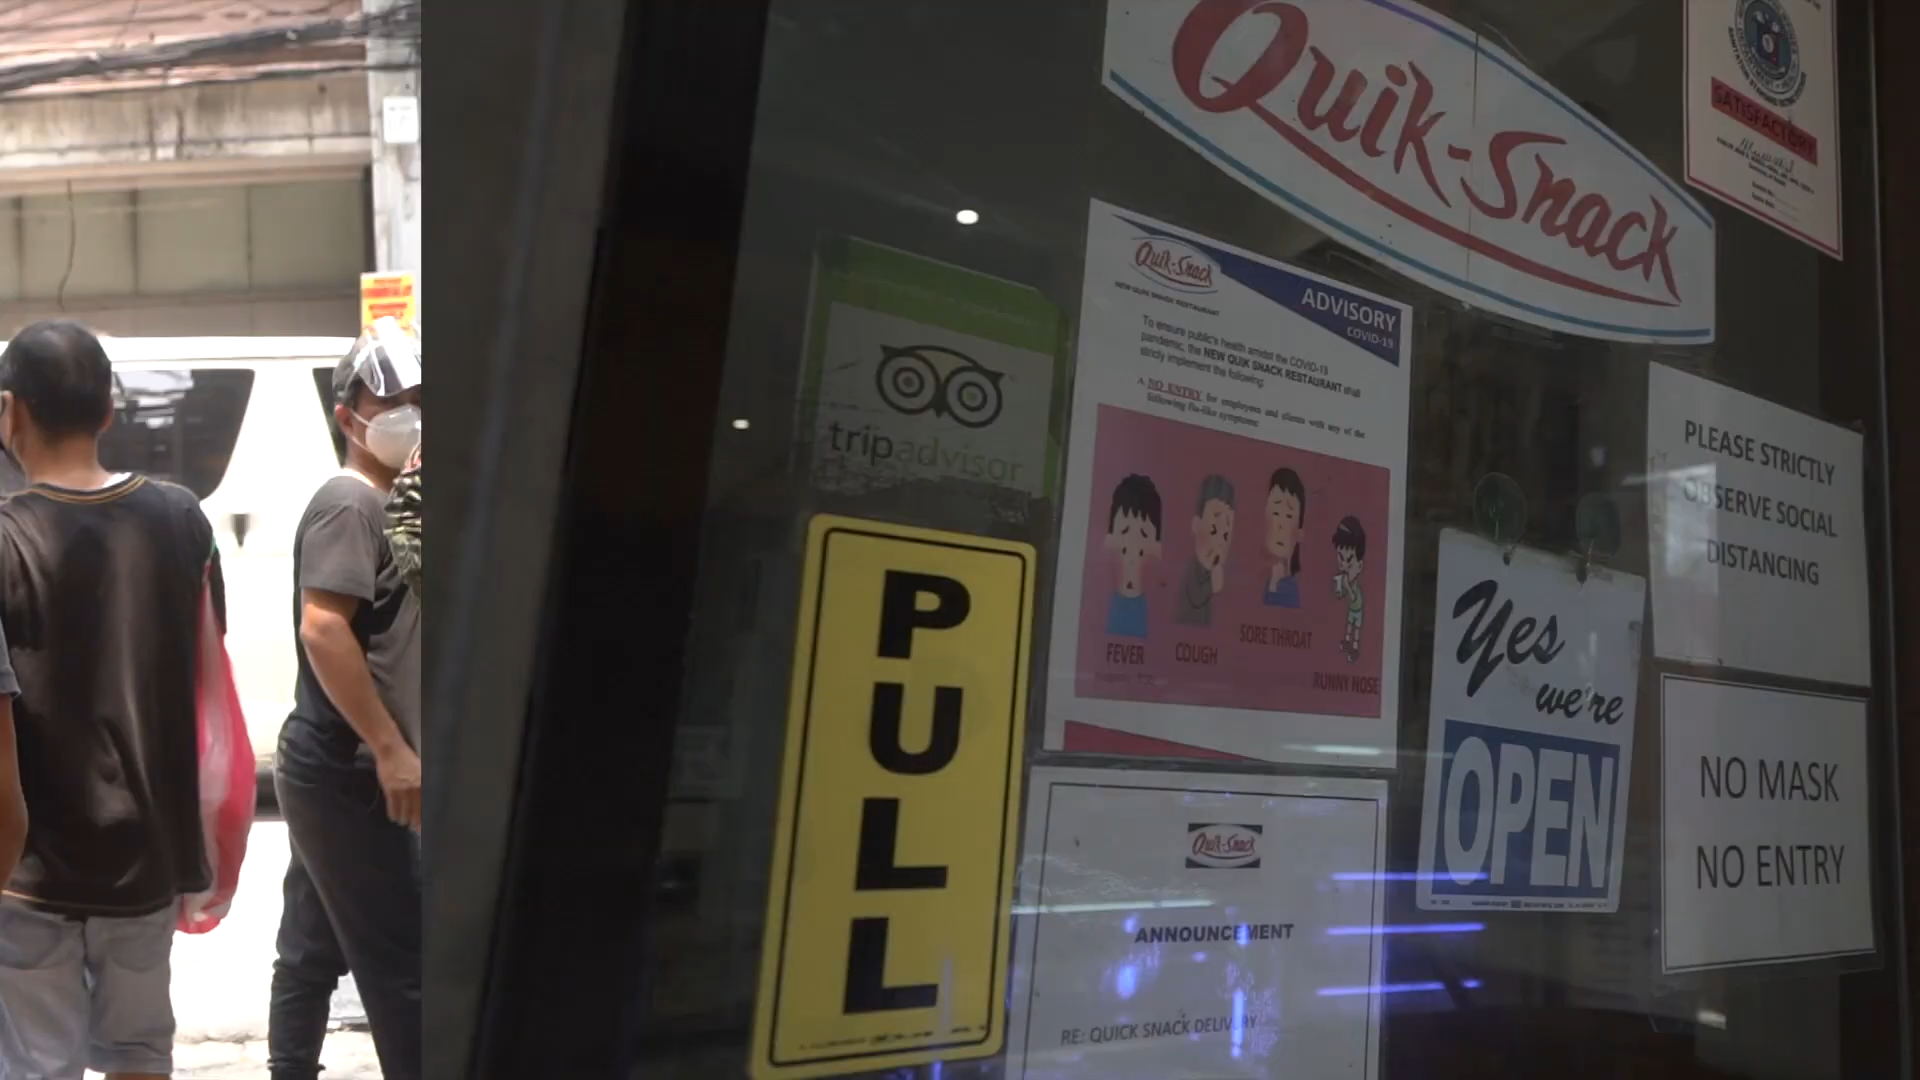 Quik-Snack
SATISFACTORY
Quik-Snack
NEW QUIK SNACK RESTAURANT
ADVISORY
COVID-19
To ensure public's health amidst the COVID-19
pandemic, the NEW QUIK SNACK RESTAURANT shall
strictly implement the following:
A. NO ENTRY for employees and clients with any of the
following flu-like symptoms:
FEVER
COUGH
SORE THROAT
RUNNY NOSE
tripadvisor
PULL
PLEASE STRICTLY
OBSERVE SOCIAL
DISTANCING
Yes
we're
OPEN
NO MASK
NO ENTRY
Quik-Snack
ANNOUNCEMENT
RE: QUICK SNACK DELIVERY